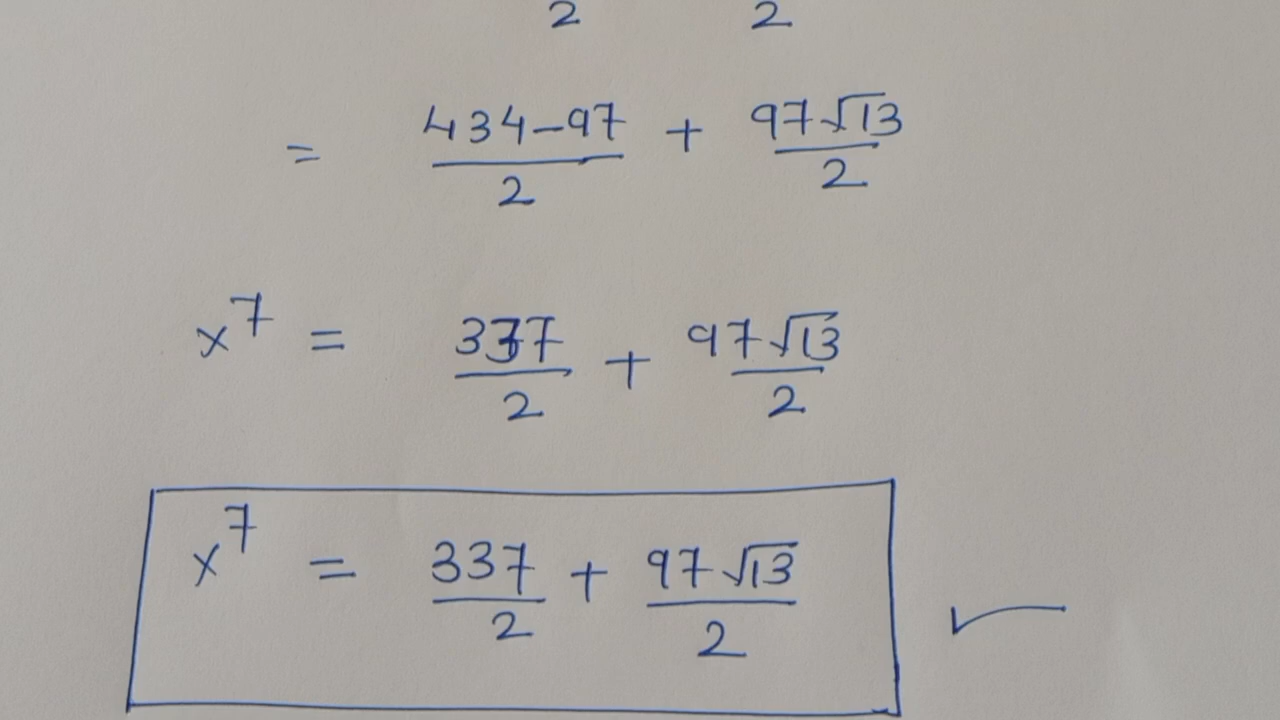 2 2
= 434-97/2 + 97√13/2
x^7 = 337/2 + 97√13/2
x^7 = 337/2 + 97√13/2 ✓